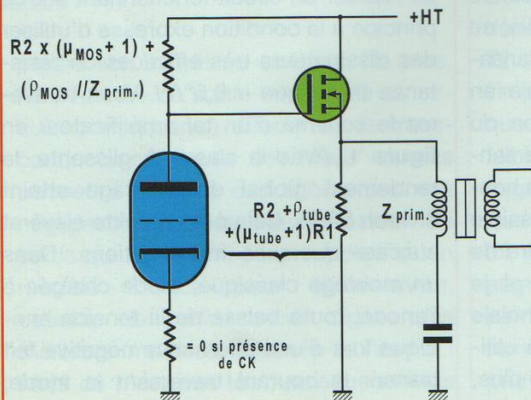 +HT
R2 x (μMOS + 1) +
(ρMOS // Z prim.)
R2 + ρtube
+(μtube+1)R1
Z prim.
= 0 si présence
de CK